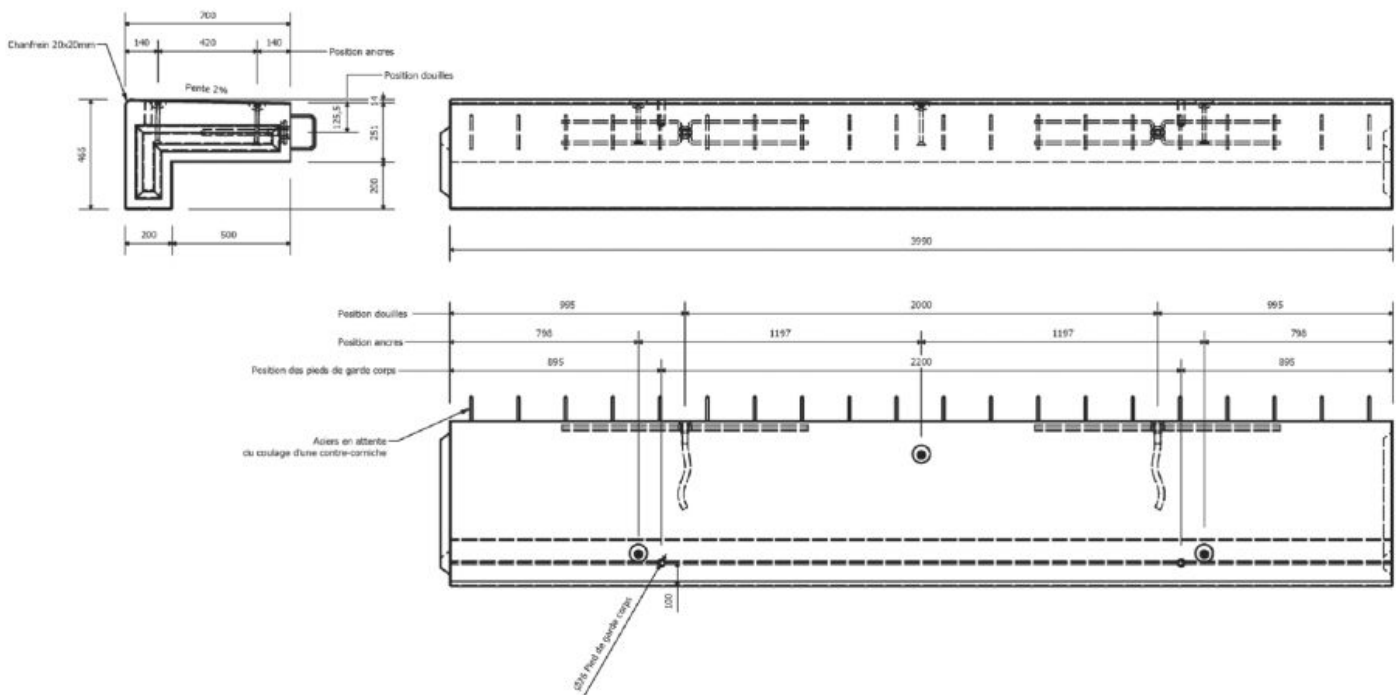 700
Chanfrein 20x20mm
140
420
140
Position ancres
Position douilles
Pente 2%
14
125,5
251
465
200
200
500
3990
Position douilles
995
2000
995
Position ancres
798
1197
1197
798
Position des pieds de garde corps
895
2200
895
Aciers en attente
du coulage d'une contre-corniche
100
Ø26 Pied de garde corps